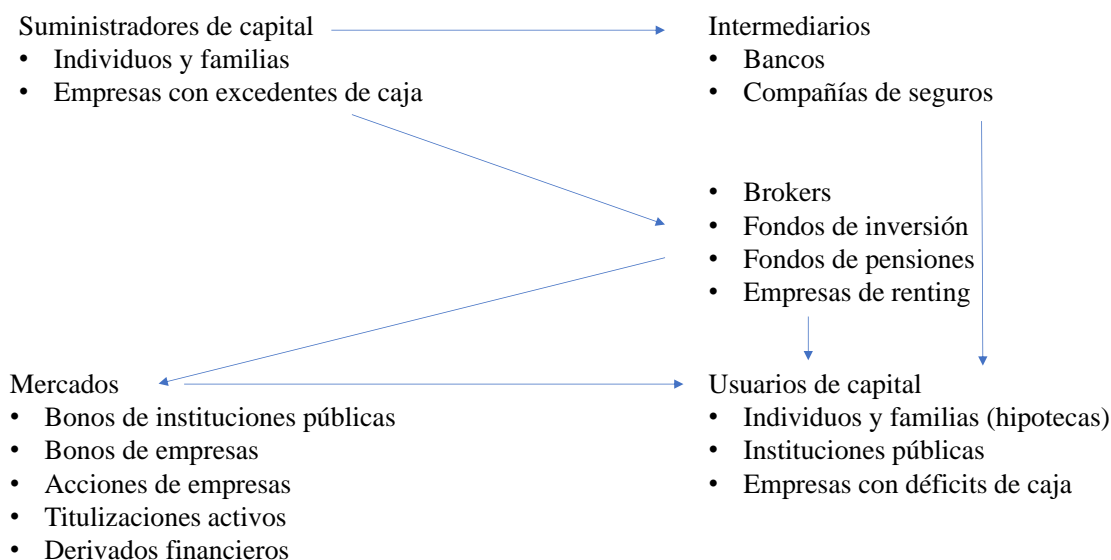 Suministradores de capital
• Individuos y familias
• Empresas con excedentes de caja
Intermediarios
• Bancos
• Compañías de seguros
• Brokers
• Fondos de inversión
• Fondos de pensiones
• Empresas de renting
Mercados
• Bonos de instituciones públicas
• Bonos de empresas
• Acciones de empresas
• Titulizaciones activos
• Derivados financieros
Usuarios de capital
• Individuos y familias (hipotecas)
• Instituciones públicas
• Empresas con déficits de caja